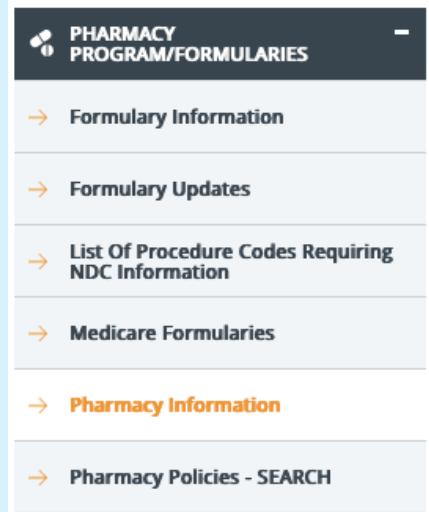 PHARMACY
PROGRAM/FORMULARIES
Formulary Information
Formulary Updates
List Of Procedure Codes Requiring
NDC Information
Medicare Formularies
Pharmacy Information
Pharmacy Policies - SEARCH